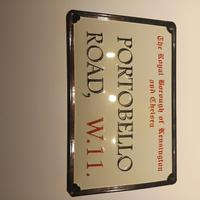 The Royal Borough of Kensington
and Chelsea
PORTOBELLO
ROAD, W.11.